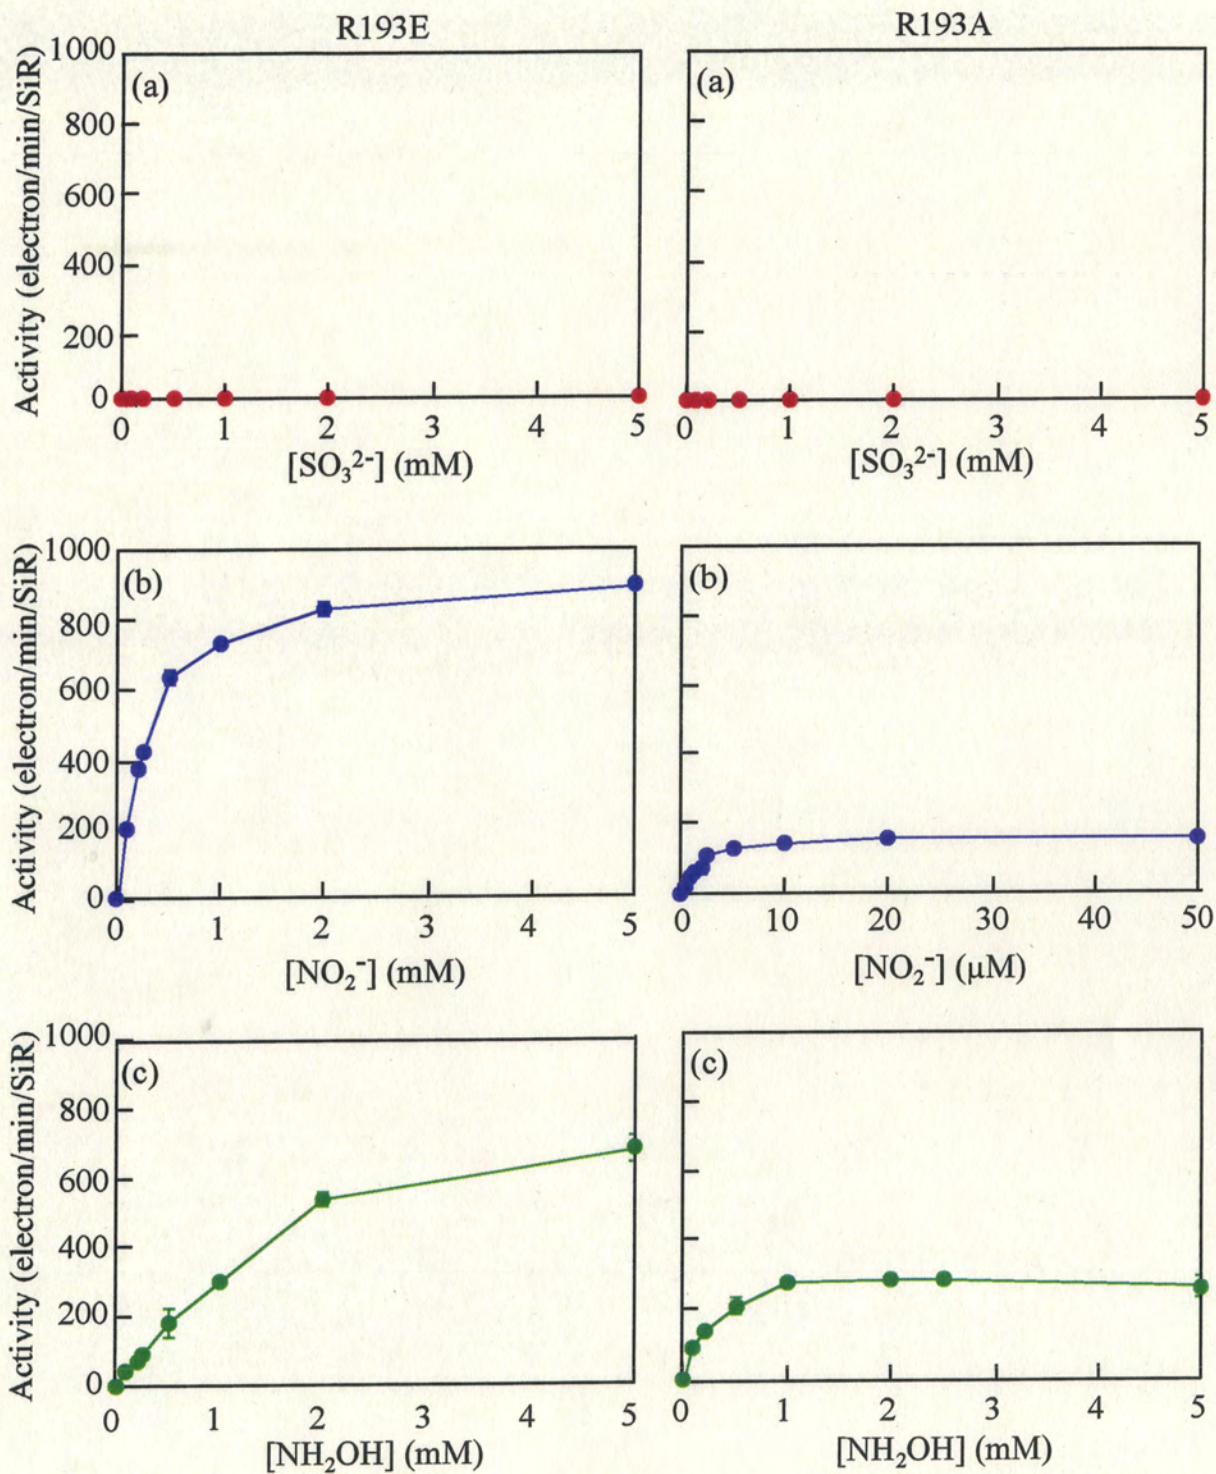 R193E R193A
Activity (electron/min/SiR)
1000
800
600
400
200
0
(a)
0 1 2 3 4 5
[SO₃²⁻] (mM)
(a)
0 1 2 3 4 5
[SO₃²⁻] (mM)
Activity (electron/min/SiR)
1000
800
600
400
200
0
(b)
0 1 2 3 4 5
[NO₂⁻] (mM)
(b)
0 10 20 30 40 50
[NO₂⁻] (μM)
Activity (electron/min/SiR)
1000
800
600
400
200
0
(c)
0 1 2 3 4 5
[NH₂OH] (mM)
(c)
0 1 2 3 4 5
[NH₂OH] (mM)